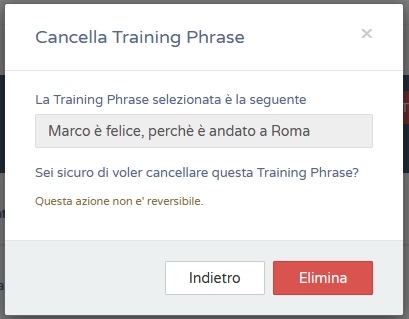 Cancella Training Phrase
×
La Training Phrase selezionata è la seguente
Marco è felice, perchè è andato a Roma
Sei sicuro di voler cancellare questa Training Phrase?
Questa azione non e' reversibile.
Indietro
Elimina